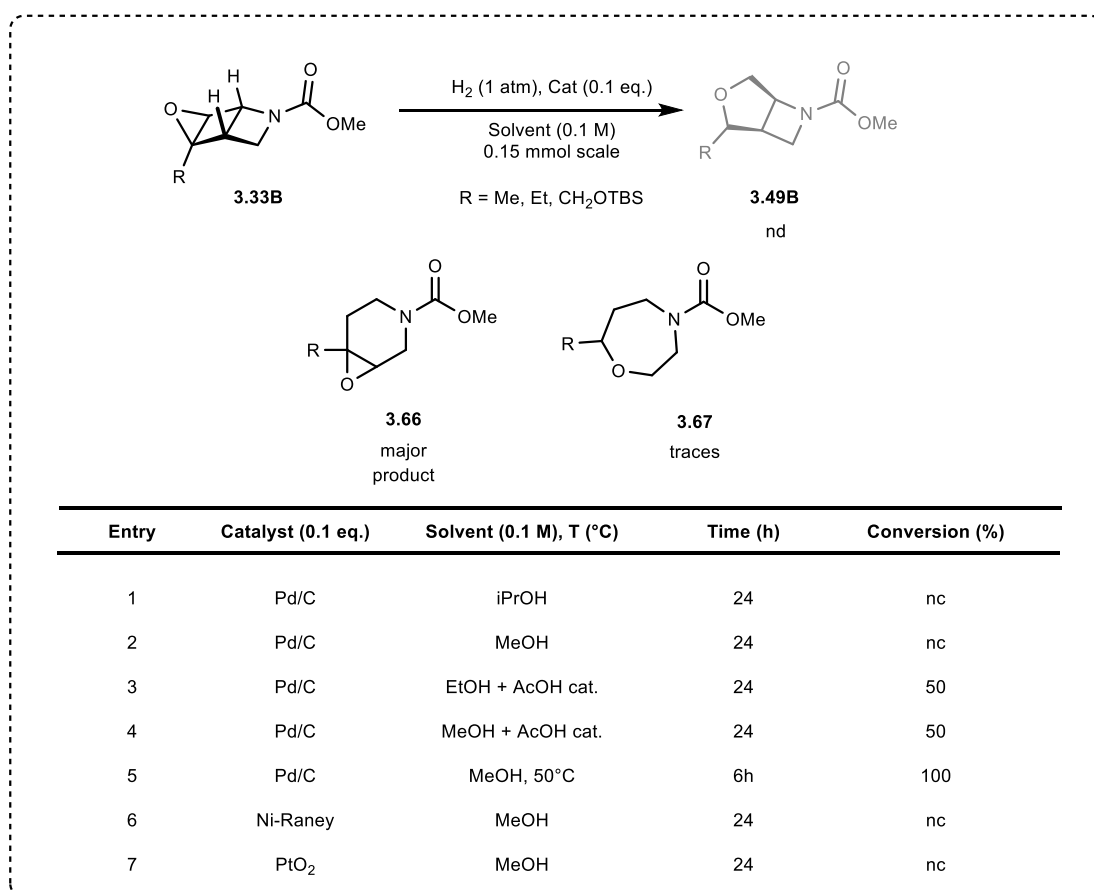 H
H
O
O
N
OMe
R
3.33B
H2 (1 atm), Cat (0.1 eq.)
Solvent (0.1 M)
0.15 mmol scale
R = Me, Et, CH2OTBS
O
O
N
OMe
R
3.49B
nd
O
N
OMe
R
O
3.66
major
product
O
N
OMe
R
O
3.67
traces
Entry Catalyst (0.1 eq.) Solvent (0.1 M), T (°C) Time (h) Conversion (%)
1 Pd/C iPrOH 24 nc
2 Pd/C MeOH 24 nc
3 Pd/C EtOH + AcOH cat. 24 50
4 Pd/C MeOH + AcOH cat. 24 50
5 Pd/C MeOH, 50°C 6h 100
6 Ni-Raney MeOH 24 nc
7 PtO2 MeOH 24 nc